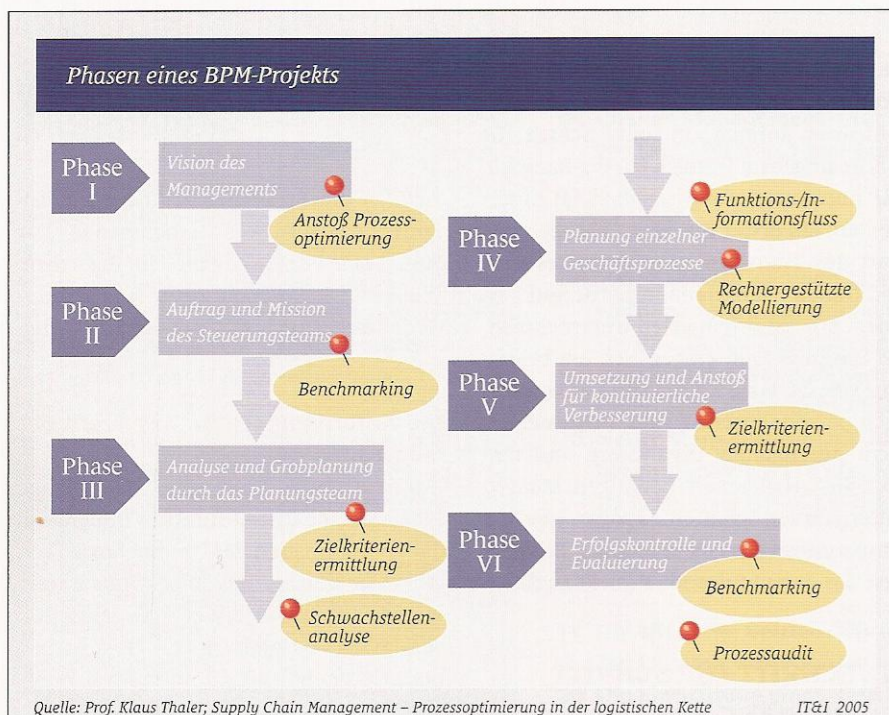 Phasen eines BPM-Projekts
Phase
I
Vision des
Managements
Anstoß Prozess-
optimierung
Phase
II
Auftrag und Mission
des Steuerungsteams
Benchmarking
Phase
III
Analyse und Grobplanung
durch das Planungsteam
Zielkriterien-
ermittlung
Schwachstellen-
analyse
Phase
IV
Planung einzelner
Geschäftsprozesse
Funktions-/In-
formationsfluss
Rechnergestützte
Modellierung
Phase
V
Umsetzung und Anstoß
für kontinuierliche
Verbesserung
Zielkriterien-
ermittlung
Phase
VI
Erfolgskontrolle und
Evaluierung
Benchmarking
Prozessaudit
Quelle: Prof. Klaus Thaler; Supply Chain Management – Prozessoptimierung in der logistischen Kette
IT&I 2005